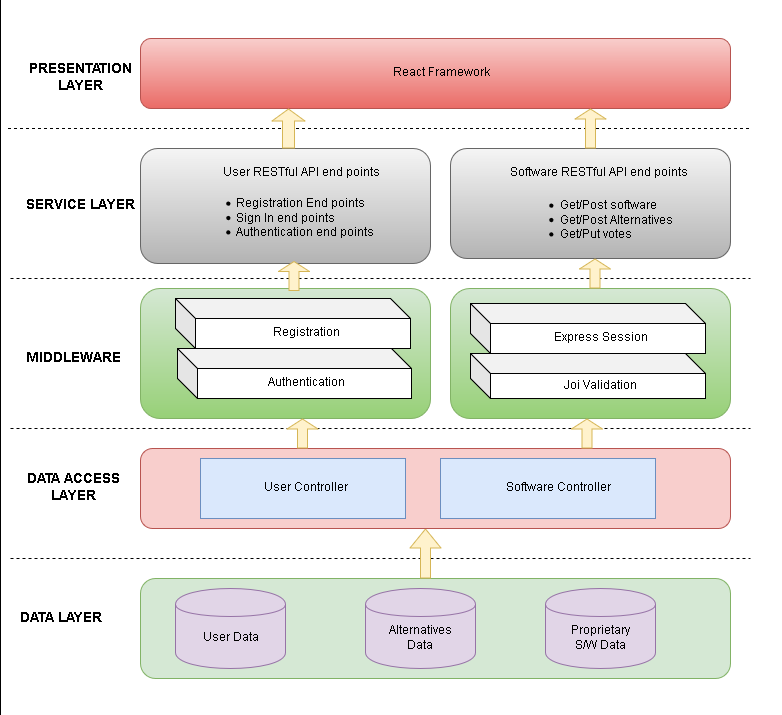 PRESENTATION
LAYER
React Framework
SERVICE LAYER
User RESTful API end points
• Registration End points
• Sign In end points
• Authentication end points
Software RESTful API end points
• Get/Post software
• Get/Post Alternatives
• Get/Put votes
MIDDLEWARE
Registration
Authentication
Express Session
Joi Validation
DATA ACCESS
LAYER
User Controller
Software Controller
DATA LAYER
User Data
Alternatives
Data
Proprietary
S/W Data